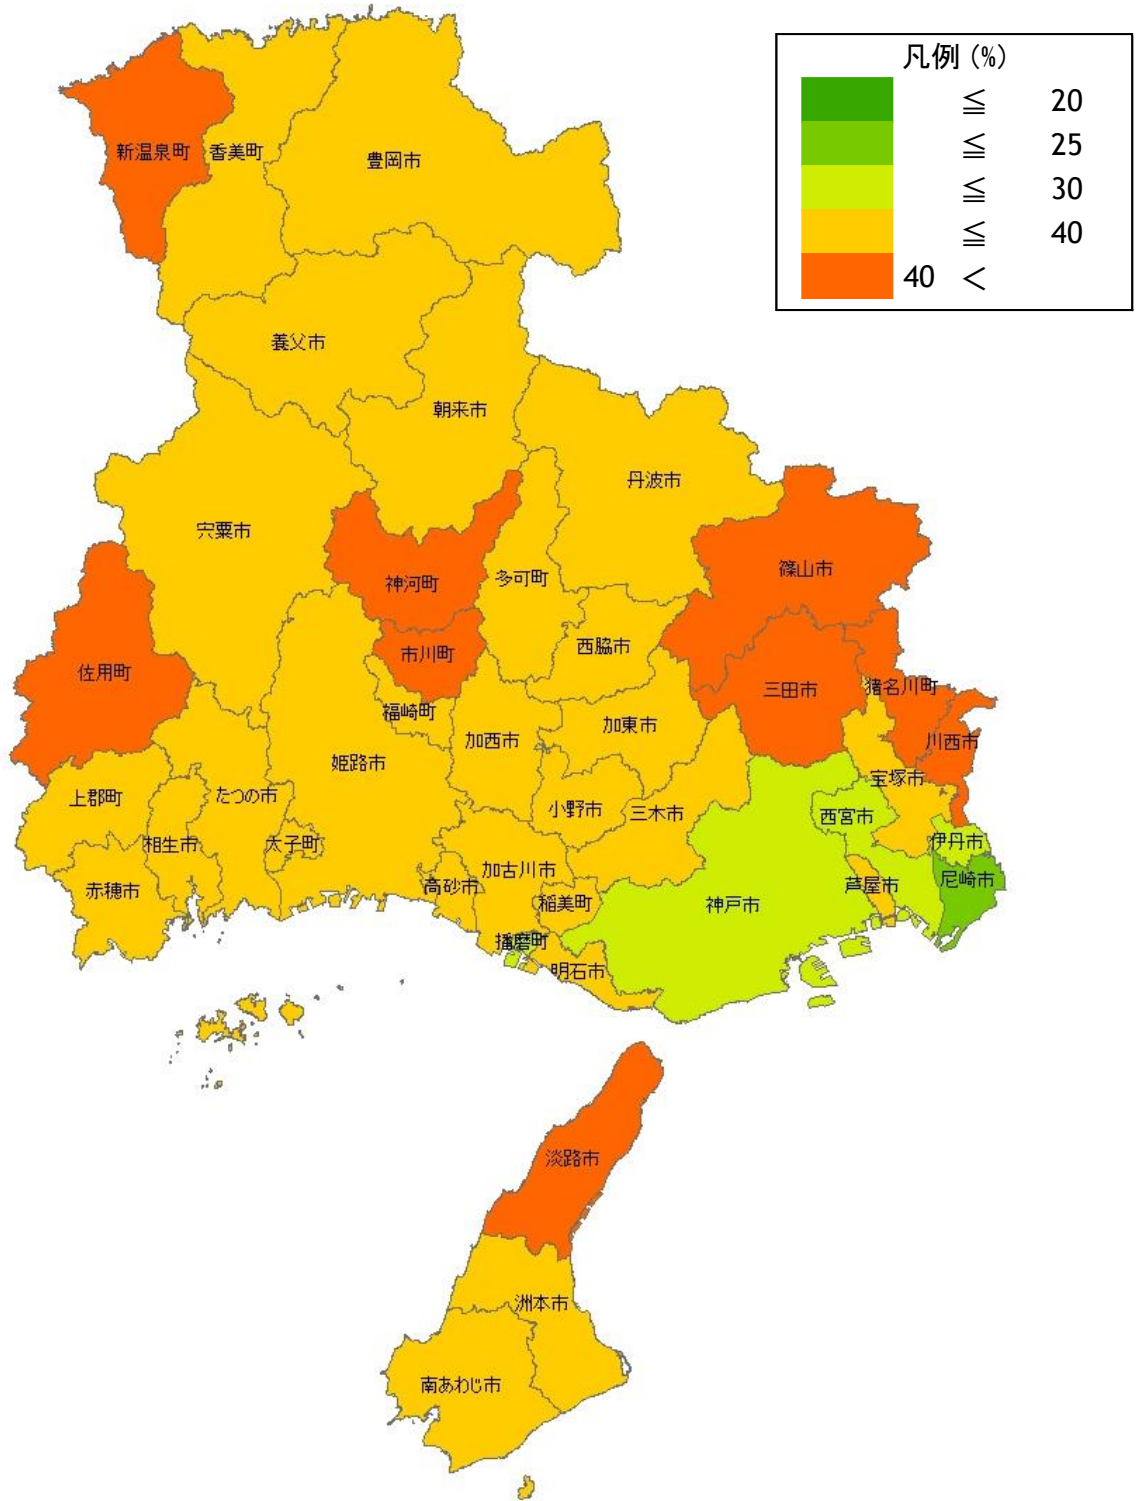 凡例 (%)
≦ 20
≦ 25
≦ 30
≦ 40
40 <
新温泉町
香美町
豊岡市
養父市
朝来市
丹波市
宍粟市
神河町
多可町
篠山市
西脇市
市川町
佐用町
三田市
猪名川町
福崎町
加西市
加東市
川西市
姫路市
宝塚市
上郡町
たつの市
小野市
三木市
西宮市
相生市
太子町
伊丹市
加古川市
赤穂市
高砂市
芦屋市
尼崎市
稲美町
神戸市
播磨町
明石市
淡路市
洲本市
南あわじ市